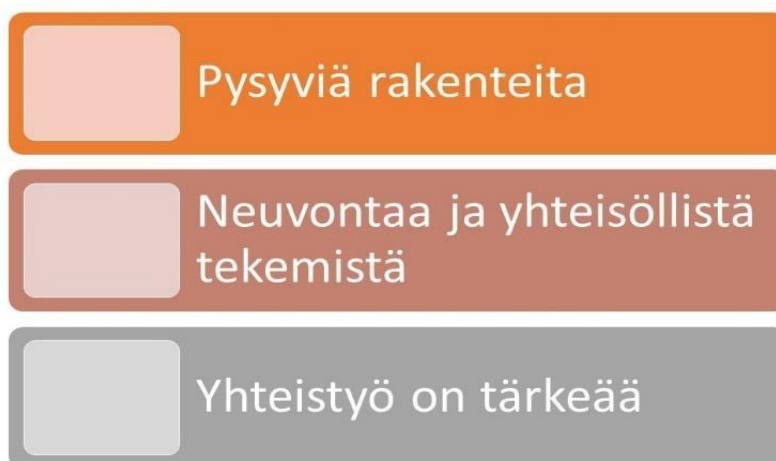 Pysyviä rakenteita
Neuvontaa ja yhteisöllistä
tekemistä
Yhteistyö on tärkeää